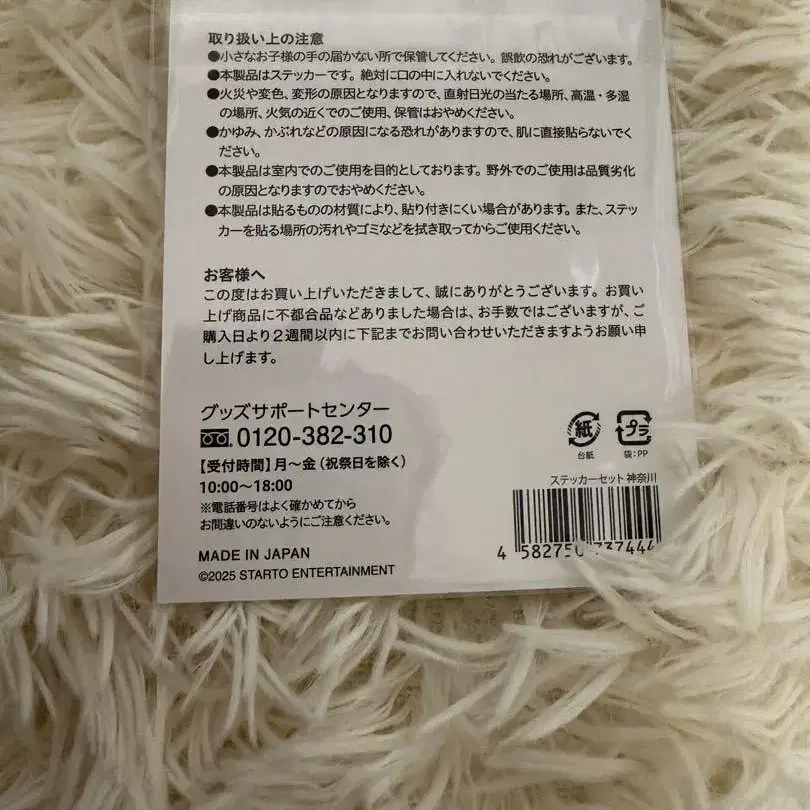 取り扱い上の注意
●小さなお子様の手の届かない所で保管してください。誤飲の恐れがございます。
●本製品はステッカーです。絶対に口の中に入れないでください。
●火災や変色、変形の原因となりますので、直射日光の当たる場所、高温・多湿
の場所、火気の近くでのご使用、保管はおやめください。
●かゆみ、かぶれなどの原因になる恐れがありますので、肌に直接貼らないでく
ださい。
●本製品は室内でのご使用を目的としております。野外でのご使用は品質劣化
の原因となりますのでおやめください。
●本製品は貼るものの材質により、貼り付きにくい場合があります。また、ステッ
カーを貼る場所の汚れやゴミなどを拭き取ってからご使用ください。
お客様へ
この度はお買い上げいただきまして、誠にありがとうございます。お買い
上げ商品に不都合品などありました場合は、お手数ではございますが、ご
購入日より2週間以内に下記までお問い合わせいただきますようお願い申
し上げます。
グッズサポートセンター
0120-382-310
【受付時間】月〜金（祝祭日を除く）
10:00〜18:00
※電話番号はよく確かめてから
お間違いのないようにご注意ください。
MADE IN JAPAN
©2025 STARTO ENTERTAINMENT
紙 プラ
台紙 袋:PP
ステッカーセット 神奈川
4 582750 737444